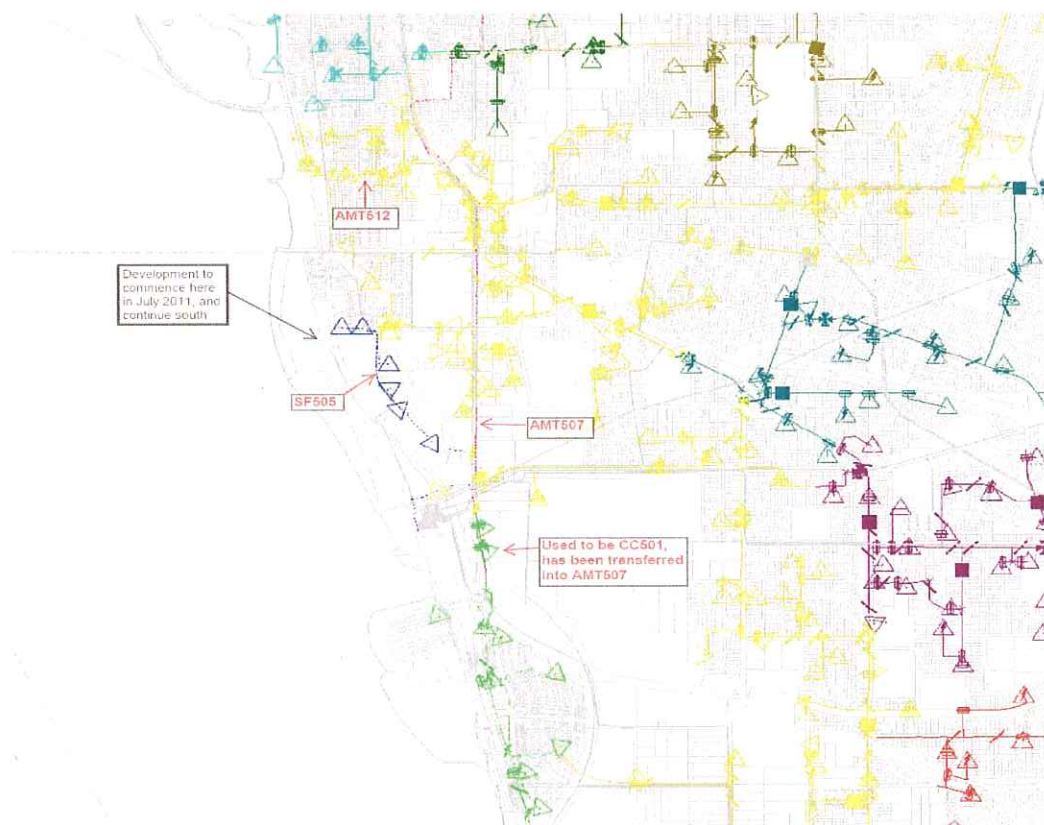 AMT512
Development to
commence here
in July 2011, and
continue south
SF505
AMT507
Used to be CC501,
has been transferred
into AMT507